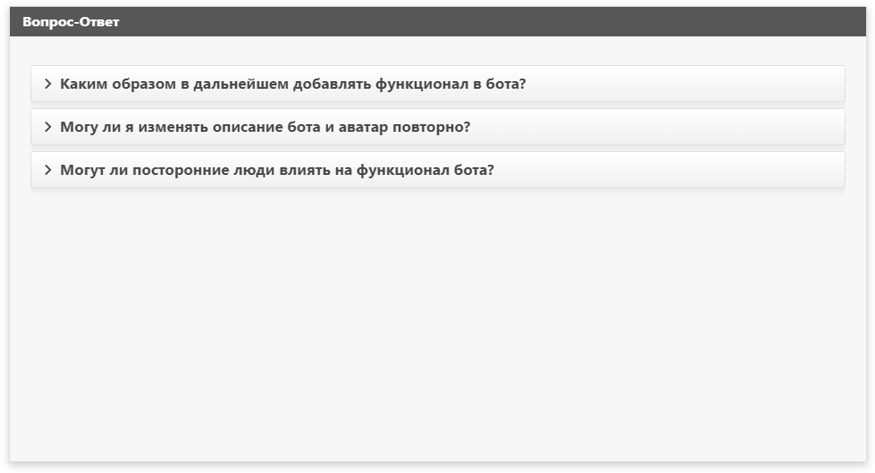 Вопрос-Ответ
Каким образом в дальнейшем добавлять функционал в бота?
Могу ли я изменять описание бота и аватар повторно?
Могут ли посторонние люди влиять на функционал бота?